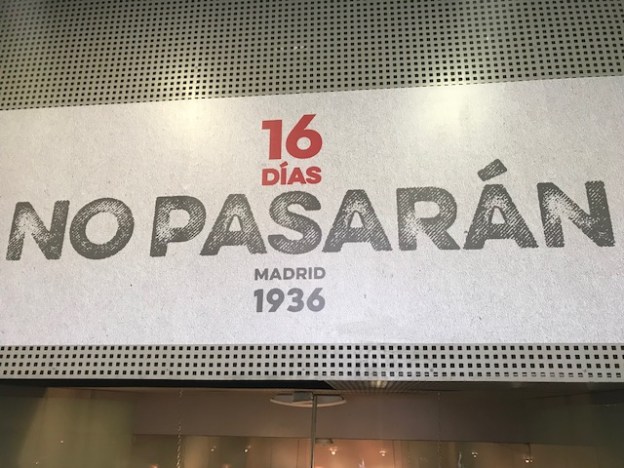 16
DÍAS
NO PASARÁN
MADRID
1936